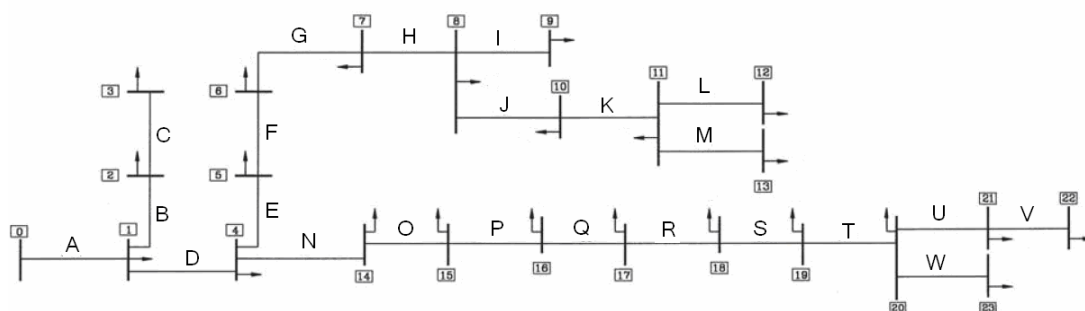 7 8 9
G H I
3 6 10 11 12
L
J K
C F M
2 5 13
B E
0 1 4 21 22
A D N O P Q R S T U V
W
14 15 16 17 18 19 20 23